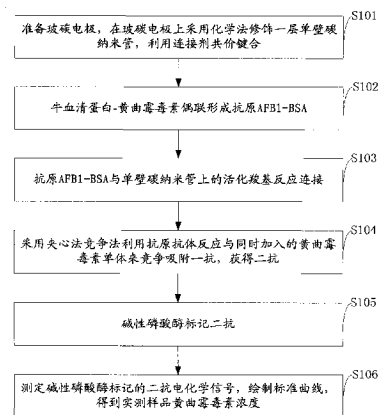 S101
准备玻碳电极，在玻碳电极上采用化学法修饰一层单壁碳
纳米管，利用连接剂共价键合
S102
牛血清蛋白-黄曲霉毒素偶联形成抗原AFB1-BSA
S103
抗原AFB1-BSA与单壁碳纳米管上的活化羧基反应连接
S104
采用夹心法竞争法利用抗原抗体反应与同时加入的黄曲霉
毒素单体来竞争吸附一抗，获得二抗
S105
碱性磷酸酶标记二抗
S106
测定碱性磷酸酶标记的二抗电化学信号，绘制标准曲线，
得到实测样品黄曲霉毒素浓度